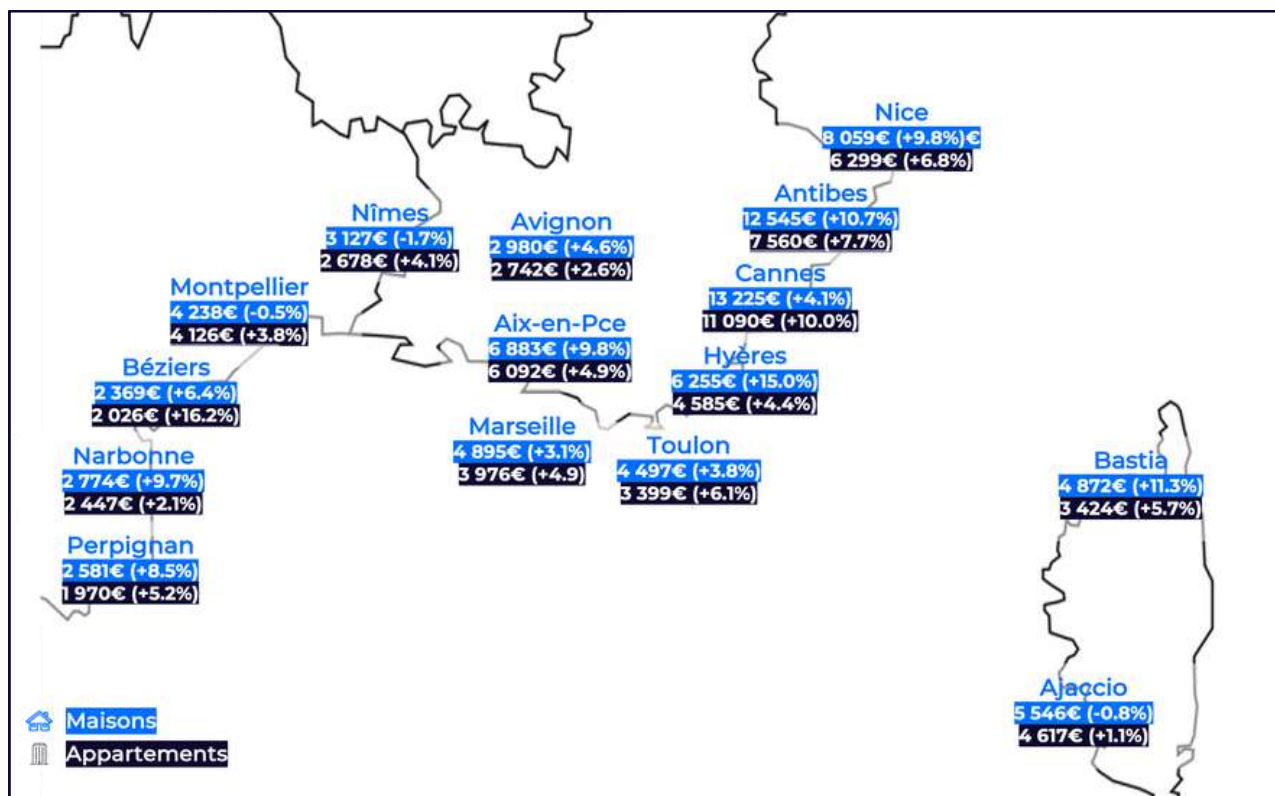 Nice
8 059€ (+9.8%)€
6 299€ (+6.8%)
Antibes
12 545€ (+10.7%)
7 560€ (+7.7%)
Nîmes
3 127€ (-1.7%)
2 678€ (+4.1%)
Avignon
2 980€ (+4.6%)
2 742€ (+2.6%)
Cannes
13 225€ (+4.1%)
11 090€ (+10.0%)
Montpellier
4 238€ (-0.5%)
4 126€ (+3.8%)
Aix-en-Pce
6 883€ (+9.8%)
6 092€ (+4.9%)
Hyères
6 255€ (+15.0%)
4 585€ (+4.4%)
Béziers
2 369€ (+6.4%)
2 026€ (+16.2%)
Marseille
4 895€ (+3.1%)
3 976€ (+4.9)
Toulon
4 497€ (+3.8%)
3 399€ (+6.1%)
Narbonne
2 774€ (+9.7%)
2 447€ (+2.1%)
Bastia
4 872€ (+11.3%)
3 424€ (+5.7%)
Perpignan
2 581€ (+8.5%)
1 970€ (+5.2%)
Ajaccio
5 546€ (-0.8%)
4 617€ (+1.1%)
Maisons
Appartements